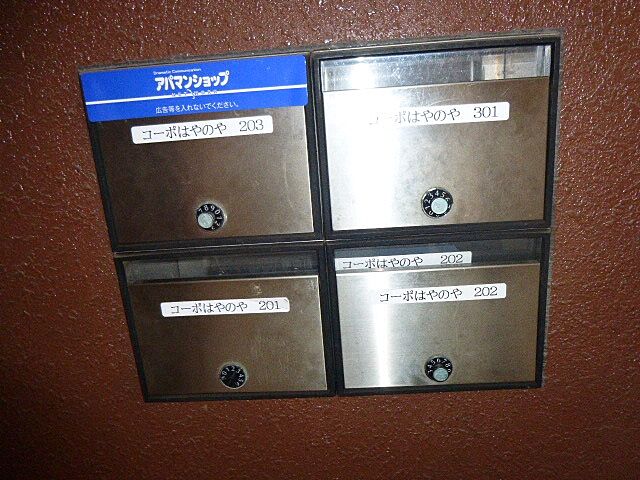 Dramatic Communication
アパマンショップ
広告等を入れないでください。
コーポはやのや 203
コーポはやのや 301
コーポはやのや 201
コーポはやのや 202
コーポはやのや 202